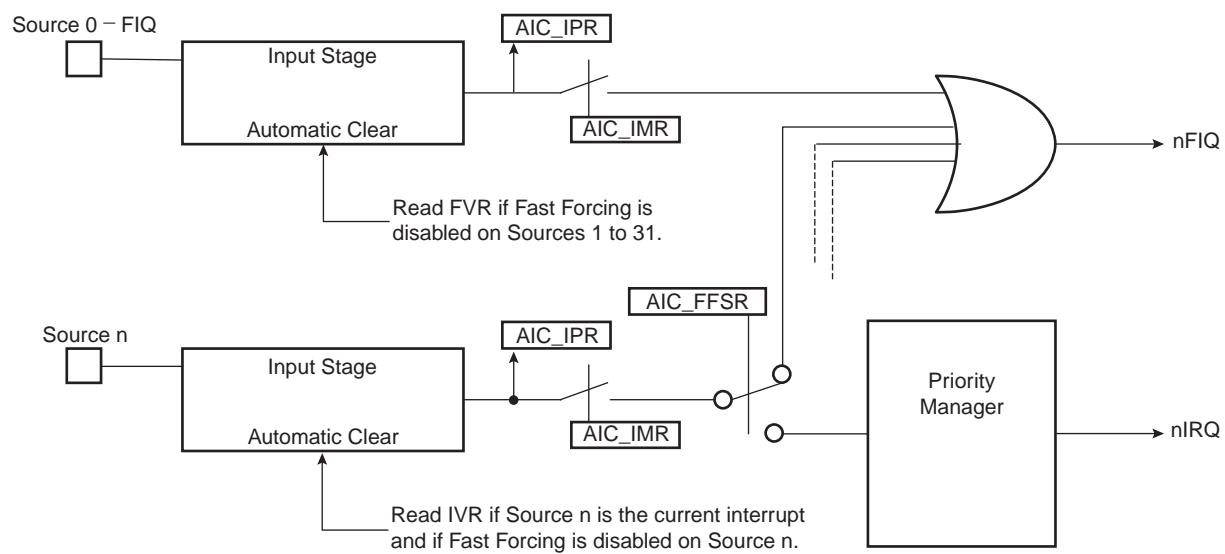 Source 0 – FIQ
AIC_IPR
Input Stage
Automatic Clear
AIC_IMR
nFIQ
Read FVR if Fast Forcing is
disabled on Sources 1 to 31.
AIC_FFSR
Source n
AIC_IPR
Input Stage
Priority
Manager
Automatic Clear
AIC_IMR
nIRQ
Read IVR if Source n is the current interrupt
and if Fast Forcing is disabled on Source n.